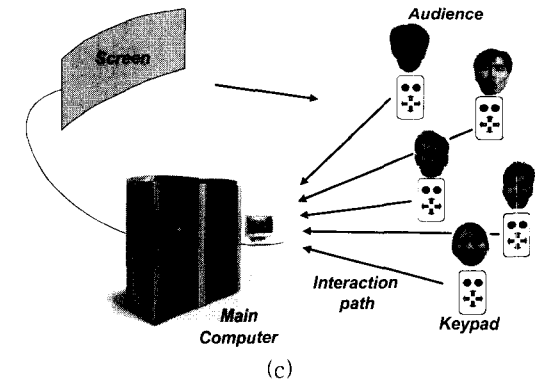 Audience
Screen
Interaction
path
Main
Computer
Keypad
(c)